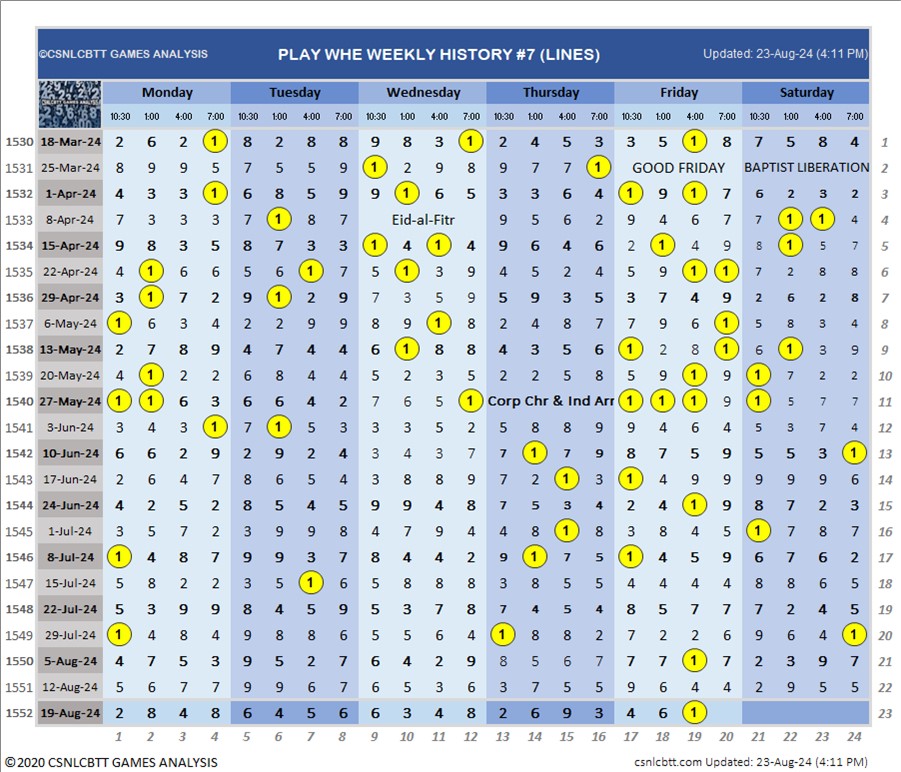 ©CSNLCBTT GAMES ANALYSIS PLAY WHE WEEKLY HISTORY #7 (LINES) Updated: 23-Aug-24 (4:11 PM)
Monday Tuesday Wednesday Thursday Friday Saturday
10:30 1:00 4:00 7:00 10:30 1:00 4:00 7:00 10:30 1:00 4:00 7:00 10:30 1:00 4:00 7:00 10:30 1:00 4:00 7:00 10:30 1:00 4:00 7:00
1530 18-Mar-24 2 6 2 1 8 2 8 8 9 8 3 1 2 4 5 3 3 5 1 8 7 5 8 4 1
1531 25-Mar-24 8 9 9 5 7 5 5 9 1 2 9 8 9 7 7 1 GOOD FRIDAY BAPTIST LIBERATION 2
1532 1-Apr-24 4 3 3 1 6 8 5 9 9 1 6 5 3 3 6 4 1 9 1 7 6 2 3 2 3
1533 8-Apr-24 7 3 3 3 7 1 8 7 Eid-al-Fitr 9 5 6 2 9 4 6 7 7 1 1 4 4
1534 15-Apr-24 9 8 3 5 8 7 3 3 1 4 1 4 9 6 4 6 2 1 4 9 8 1 5 7 5
1535 22-Apr-24 4 1 6 6 5 6 1 7 5 1 3 9 4 5 2 4 5 9 1 1 7 2 8 8 6
1536 29-Apr-24 3 1 7 2 9 1 2 9 7 3 5 9 5 9 3 5 3 7 4 9 2 6 2 8 7
1537 6-May-24 1 6 3 4 2 2 9 9 8 9 1 8 2 4 8 7 7 9 6 1 5 8 3 4 8
1538 13-May-24 2 7 8 9 4 7 4 4 6 1 8 8 4 3 5 6 1 2 8 1 6 1 3 9 9
1539 20-May-24 4 1 2 2 6 8 4 4 5 2 3 5 2 2 5 8 5 9 1 9 1 7 2 2 10
1540 27-May-24 1 1 6 3 6 6 4 2 7 6 5 1 Corp Chr & Ind Arr 1 1 1 9 1 5 7 7 11
1541 3-Jun-24 3 4 3 1 7 1 5 3 3 3 5 2 5 8 8 9 9 4 6 4 5 3 7 4 12
1542 10-Jun-24 6 6 2 9 2 9 2 4 3 4 3 7 7 1 7 9 8 7 5 9 5 5 3 1 13
1543 17-Jun-24 2 6 4 7 8 6 5 4 3 8 8 9 7 2 1 3 1 4 9 9 9 9 9 6 14
1544 24-Jun-24 4 2 5 2 8 5 4 5 9 9 4 8 7 5 3 4 2 4 1 9 8 7 2 3 15
1545 1-Jul-24 3 5 7 2 3 9 9 8 4 7 9 4 4 8 1 8 3 8 4 5 1 7 8 7 16
1546 8-Jul-24 1 4 8 7 9 9 3 7 8 4 4 2 9 1 7 5 1 4 5 9 6 7 6 2 17
1547 15-Jul-24 5 8 2 2 3 5 1 6 5 8 8 8 3 8 5 5 4 4 4 4 8 8 6 5 18
1548 22-Jul-24 5 3 9 9 8 4 5 9 5 3 7 8 7 4 4 4 8 5 7 7 7 2 4 5 19
1549 29-Jul-24 1 4 8 4 9 8 8 6 5 5 6 4 1 8 8 2 7 2 2 6 9 6 4 1 20
1550 5-Aug-24 4 7 5 3 9 5 2 7 6 4 2 9 8 5 6 7 7 7 1 7 2 3 9 7 21
1551 12-Aug-24 5 6 7 7 9 9 6 7 6 5 3 6 3 7 5 5 9 6 4 4 2 9 5 5 22
1552 19-Aug-24 2 8 4 8 6 4 5 6 6 3 4 8 2 6 9 3 4 6 1 23
1 2 3 4 5 6 7 8 9 10 11 12 13 14 15 16 17 18 19 20 21 22 23 24
©2020 CSNLCBTT GAMES ANALYSIS csnlcbtt.com Updated: 23-Aug-24 (4:11 PM)